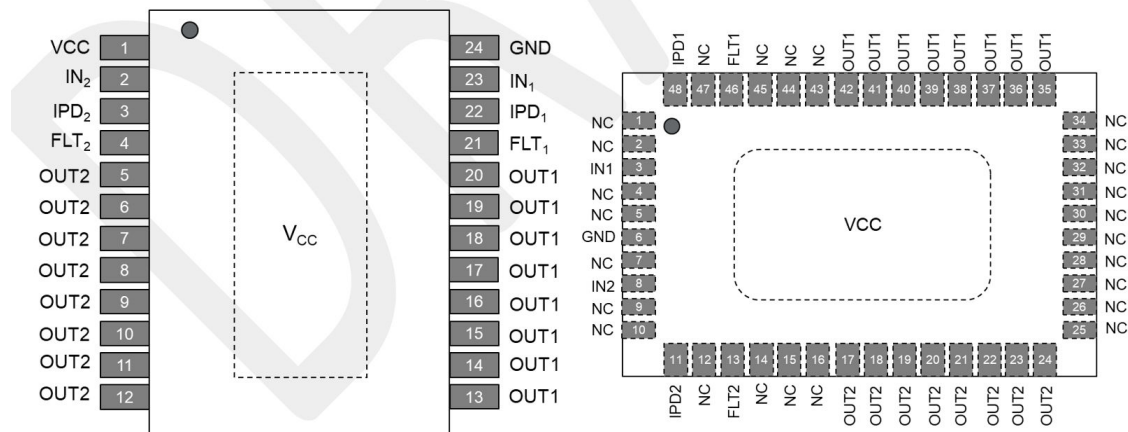 VCC 1 24 GND
IN2 2 23 IN1
IPD2 3 22 IPD1
FLT2 4 21 FLT1
OUT2 5 20 OUT1
OUT2 6 19 OUT1
OUT2 7 18 OUT1
OUT2 8 17 OUT1
OUT2 9 16 OUT1
OUT2 10 15 OUT1
OUT2 11 14 OUT1
OUT2 12 13 OUT1
VCC
IPD1 NC FLT1 NC NC NC OUT1 OUT1 OUT1 OUT1 OUT1 OUT1 OUT1 OUT1
48 47 46 45 44 43 42 41 40 39 38 37 36 35
NC 1 34 NC
NC 2 33 NC
IN1 3 32 NC
NC 4 31 NC
NC 5 30 NC
GND 6 29 NC
NC 7 28 NC
IN2 8 27 NC
NC 9 26 NC
NC 10 25 NC
VCC
11 12 13 14 15 16 17 18 19 20 21 22 23 24
IPD2 NC FLT2 NC NC NC OUT2 OUT2 OUT2 OUT2 OUT2 OUT2 OUT2 OUT2